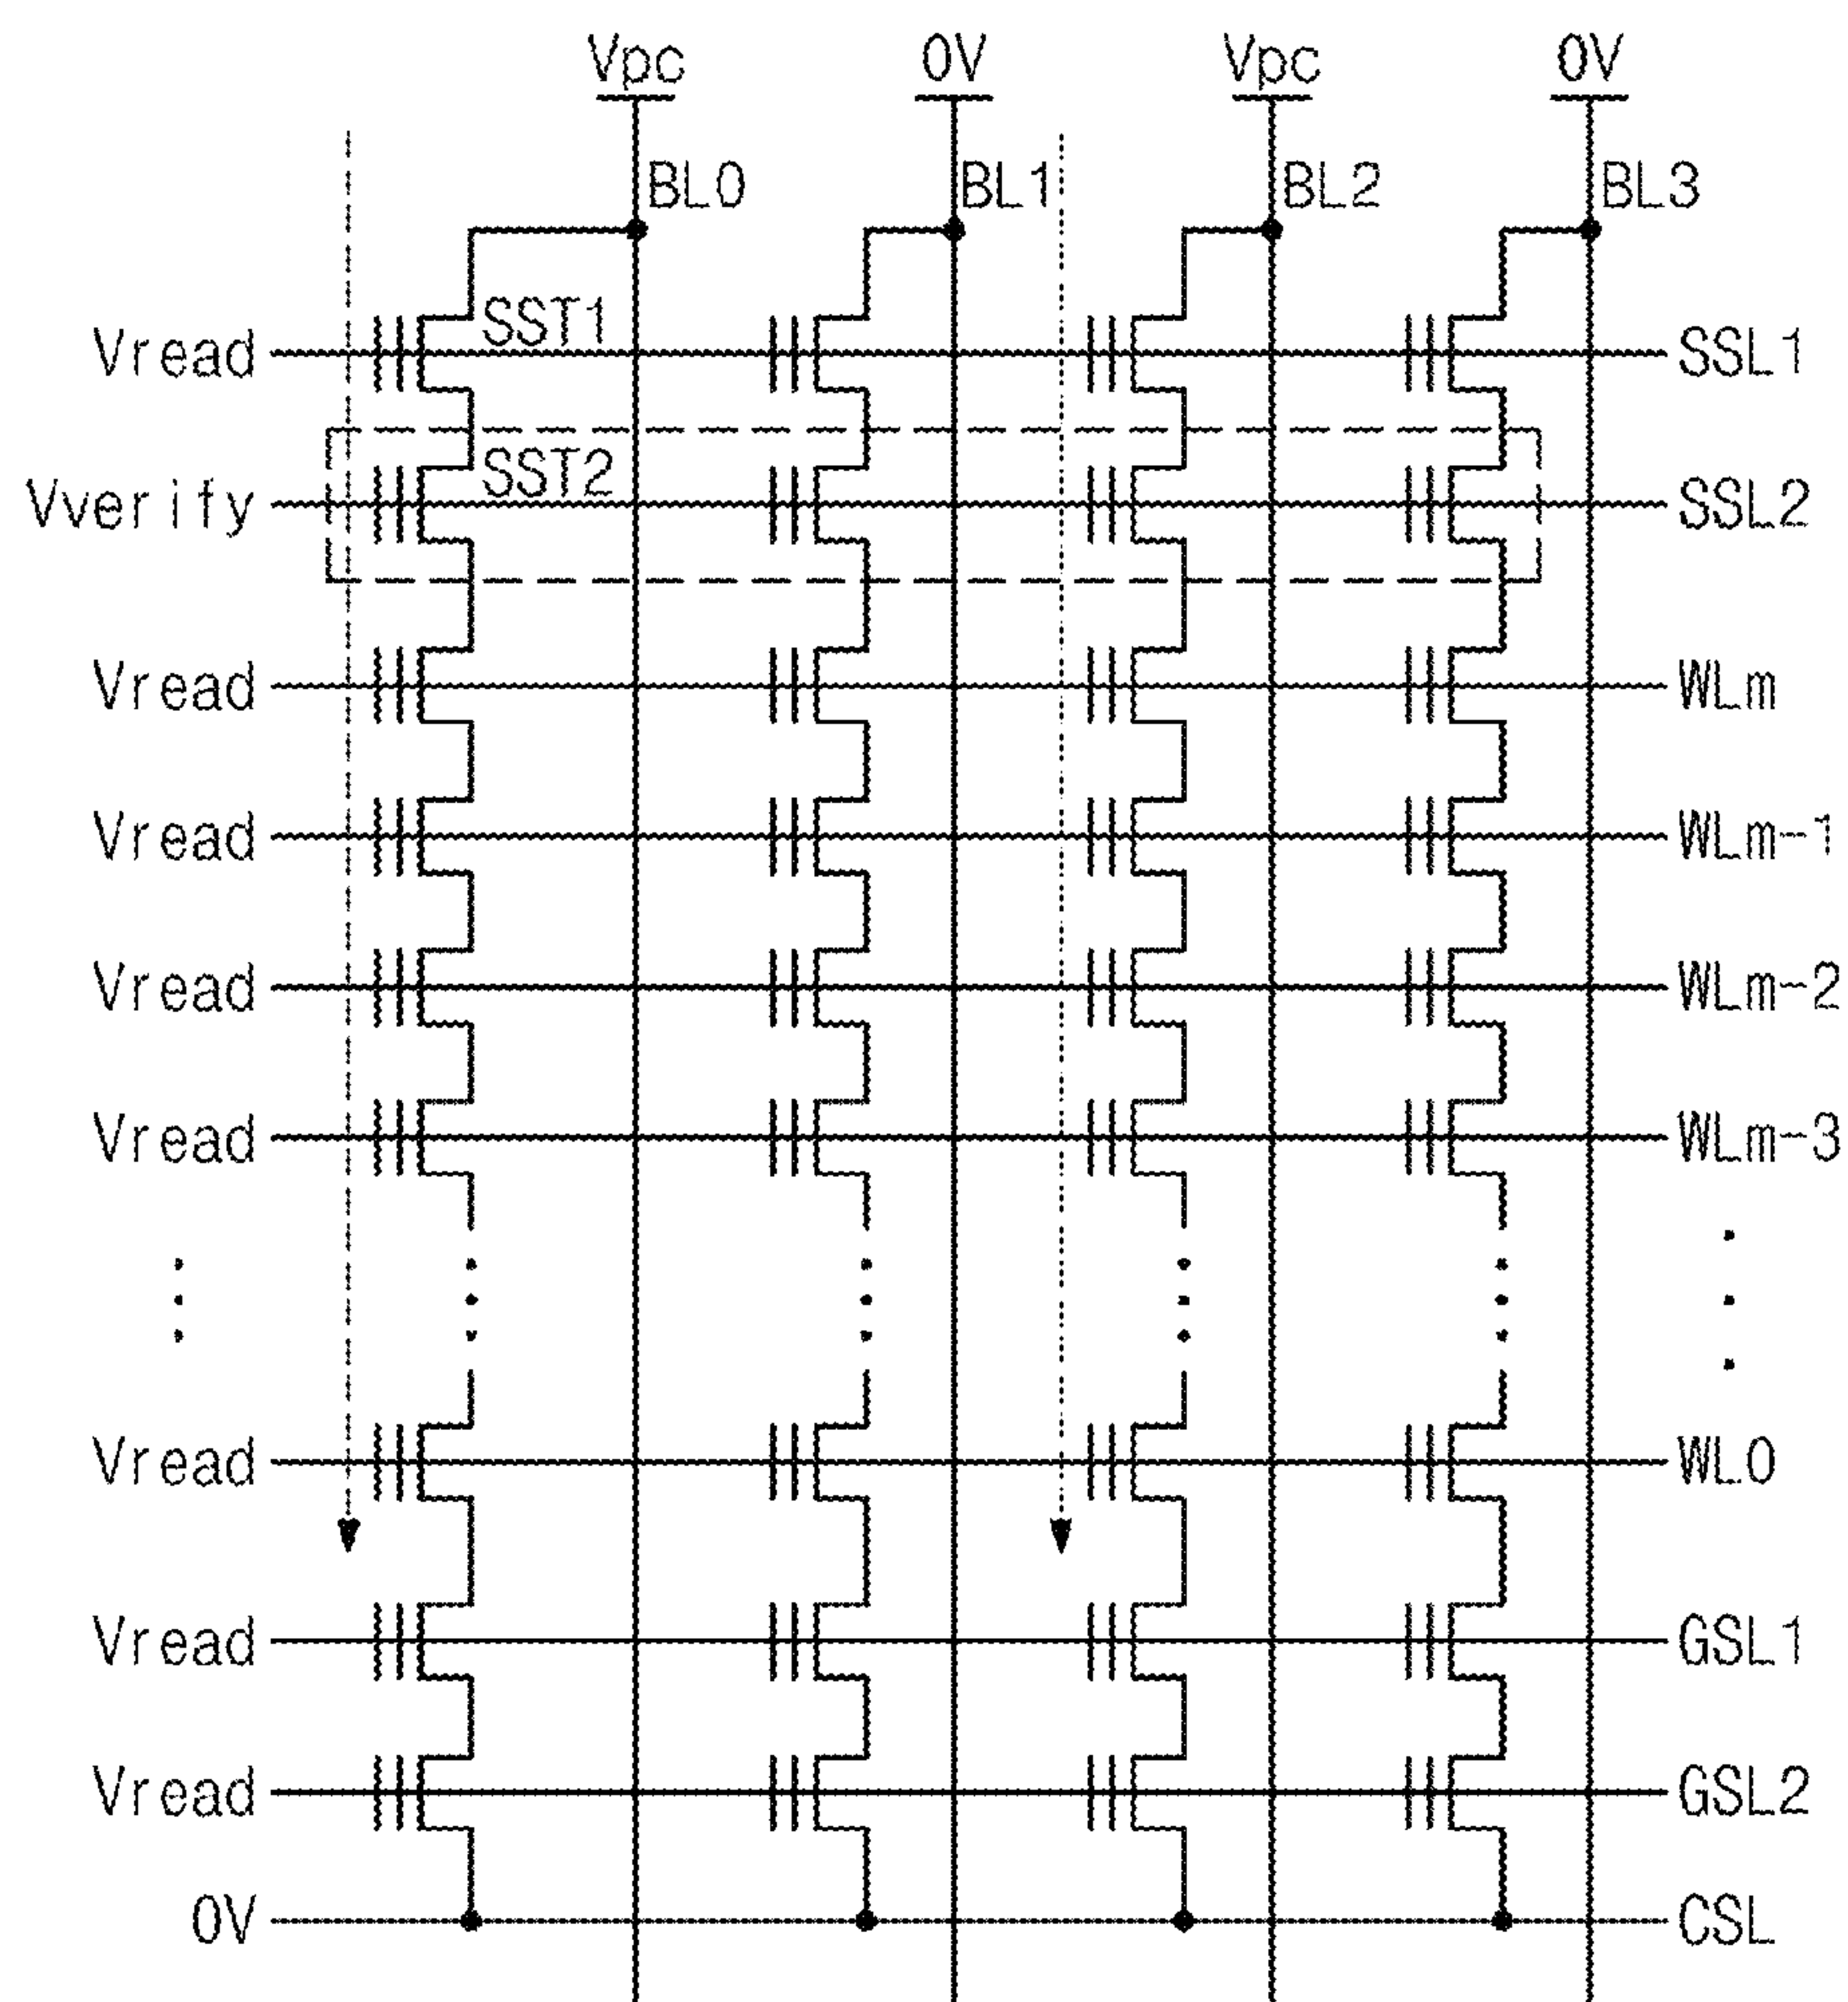 Vpc 0V Vpc 0V
BL0 BL1 BL2 BL3
Vread SST1 SSL1
Vverify SST2 SSL2
Vread WLm
Vread WLm-1
Vread WLm-2
Vread WLm-3
Vread WL0
Vread GSL1
Vread GSL2
0V CSL